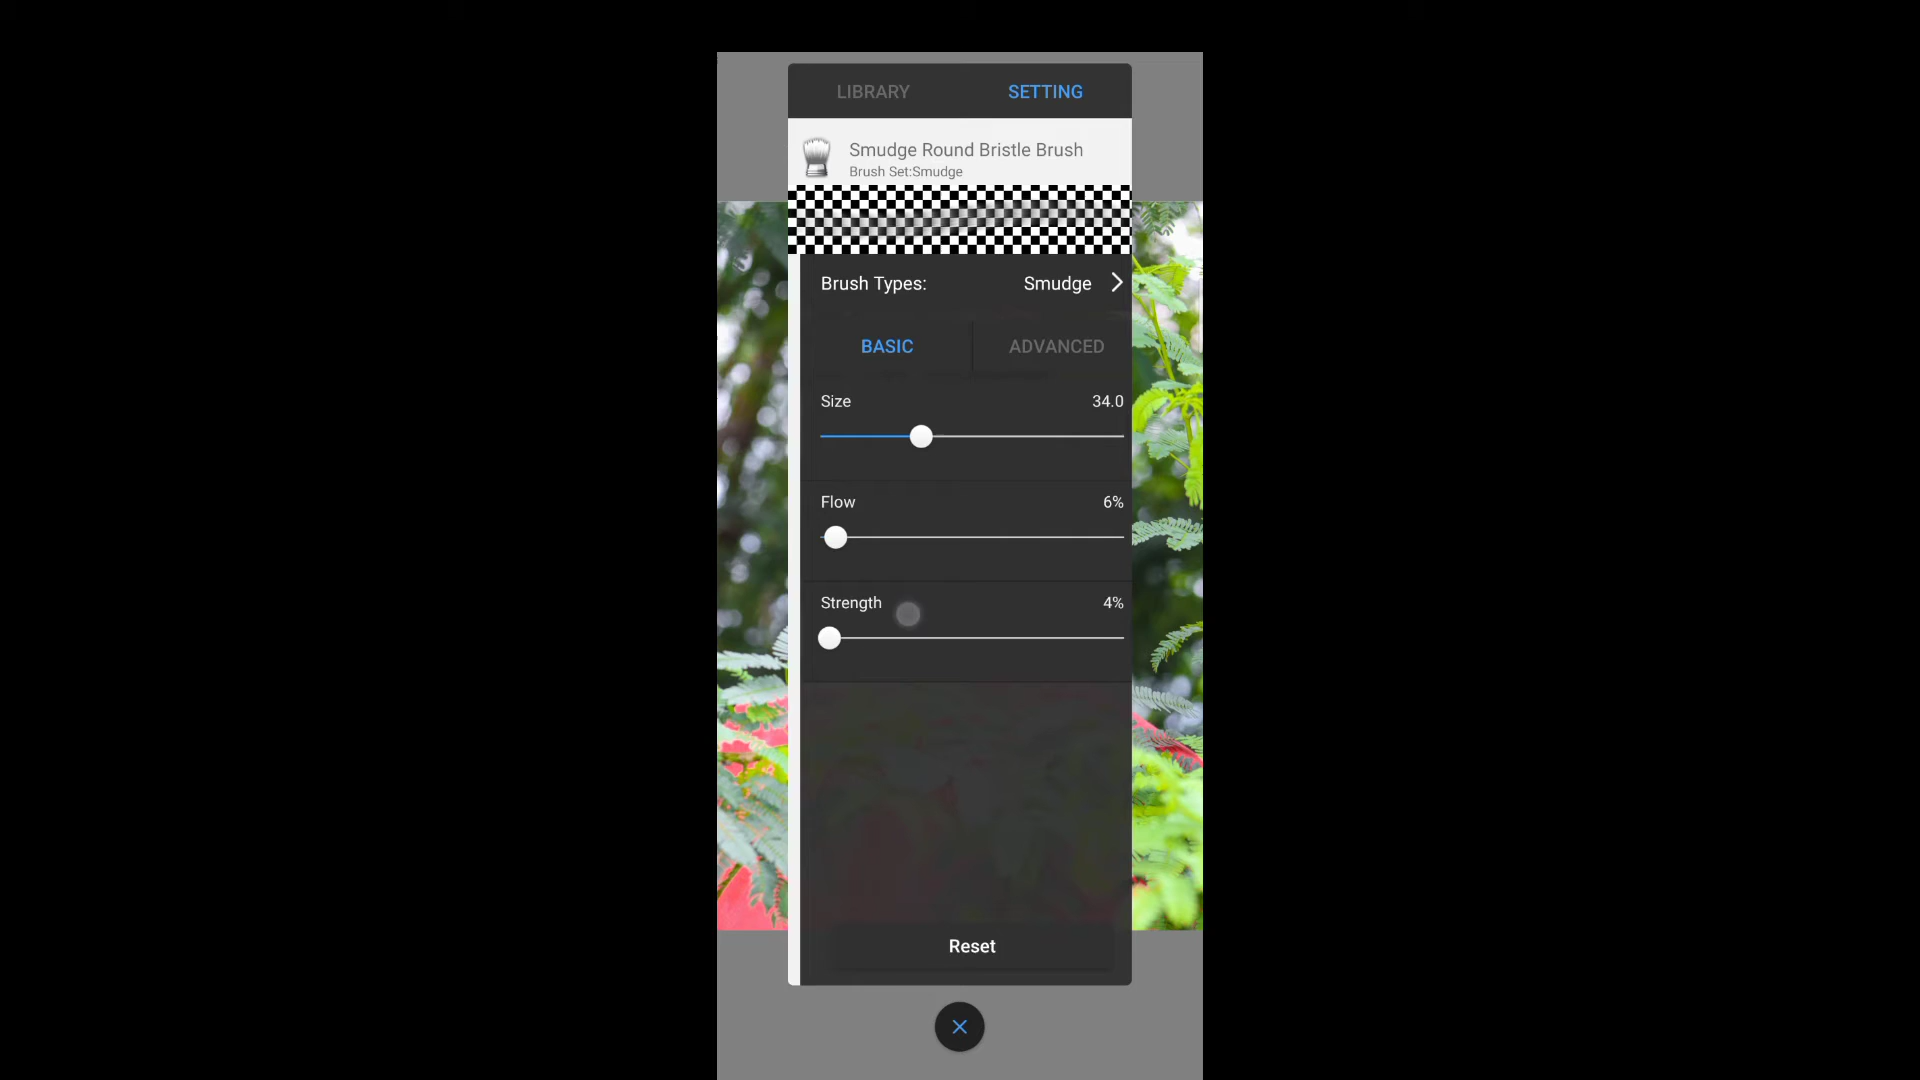 LIBRARY SETTING
Smudge Round Bristle Brush
Brush Set:Smudge
Brush Types: Smudge
BASIC ADVANCED
Size 34.0
Flow 6%
Strength 4%
Reset